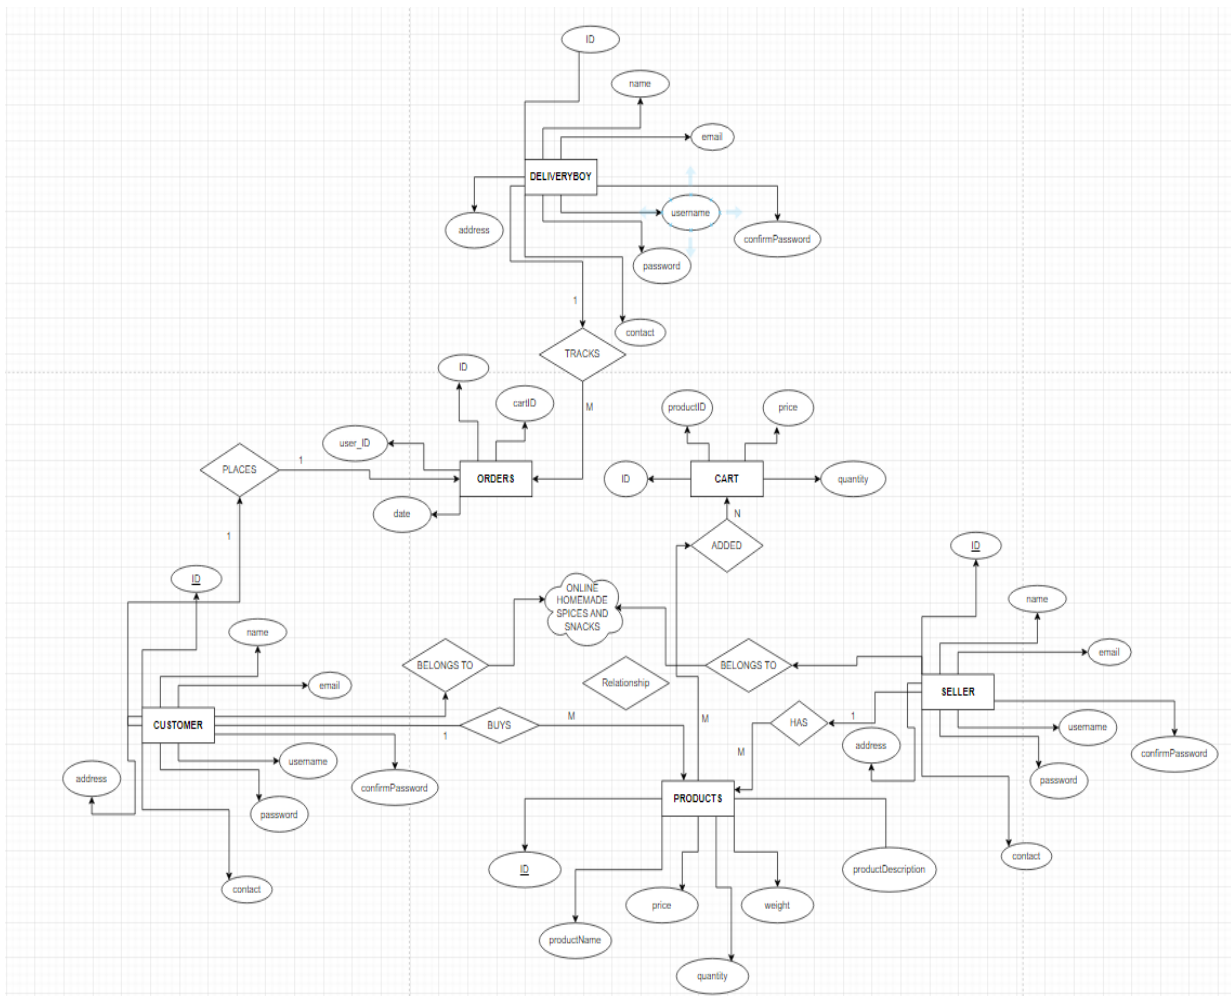 ID
name
email
DELIVERYBOY
username
address
confirmPassword
password
1
contact
TRACKS
ID
M
cartID
productID
price
user_ID
1
PLACES
ORDERS
ID
CART
quantity
date
N
1
ADDED
ID
ID
ONLINE
HOMEMADE
SPICES AND
SNACKS
name
name
BELONGS TO
BELONGS TO
email
Relationship
email
SELLER
CUSTOMER
M
BUYS
M
HAS
1
username
1
address
M
username
confirmPassword
address
confirmPassword
password
PRODUCTS
password
contact
ID
productDescription
contact
price
weight
productName
quantity